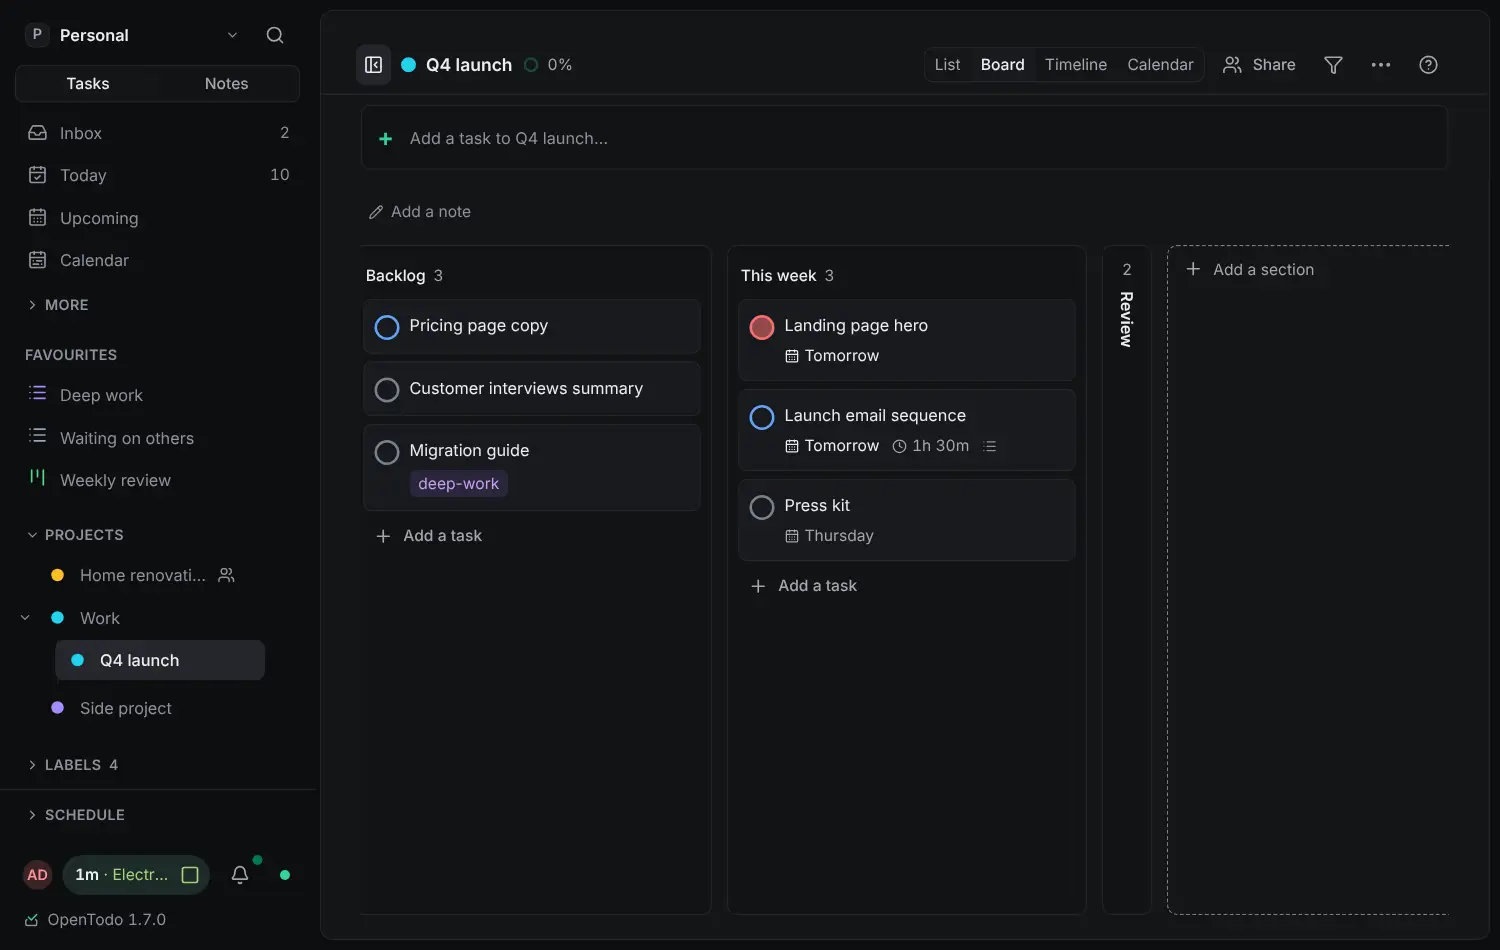 P Personal
Tasks Notes
Inbox 2
Today 10
Upcoming
Calendar
MORE
FAVOURITES
Deep work
Waiting on others
Weekly review
PROJECTS
Home renovati...
Work
Q4 launch
Side project
LABELS 4
SCHEDULE
AD 1m · Electr...
OpenTodo 1.7.0
Q4 launch 0%
List Board Timeline Calendar Share
Add a task to Q4 launch...
Add a note
Backlog 3
Pricing page copy
Customer interviews summary
Migration guide
deep-work
Add a task
This week 3
Landing page hero
Tomorrow
Launch email sequence
Tomorrow 1h 30m
Press kit
Thursday
Add a task
2
Review
Add a section